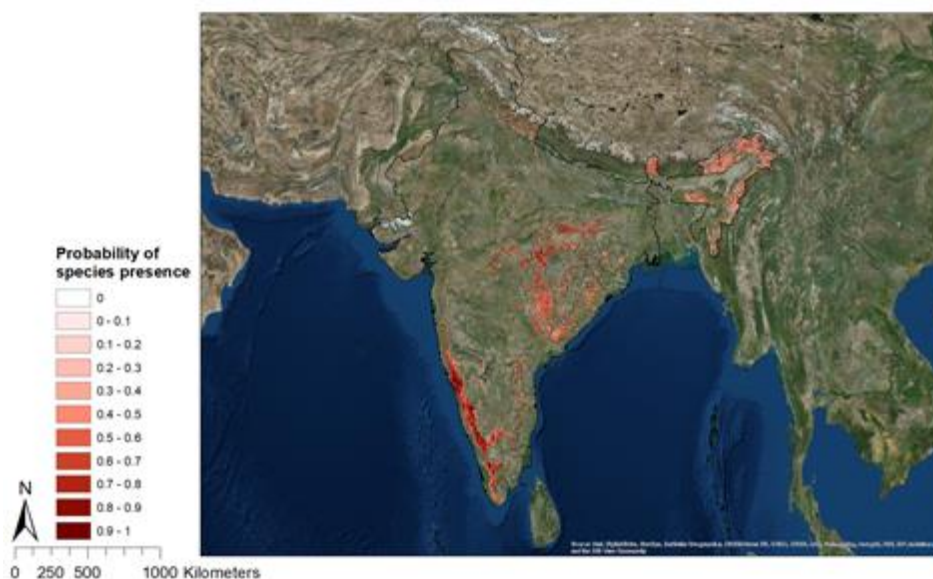 Probability of
species presence
0
0 - 0.1
0.1 - 0.2
0.2 - 0.3
0.3 - 0.4
0.4 - 0.5
0.5 - 0.6
0.6 - 0.7
0.7 - 0.8
0.8 - 0.9
0.9 - 1
N
0 250 500 1000 Kilometers